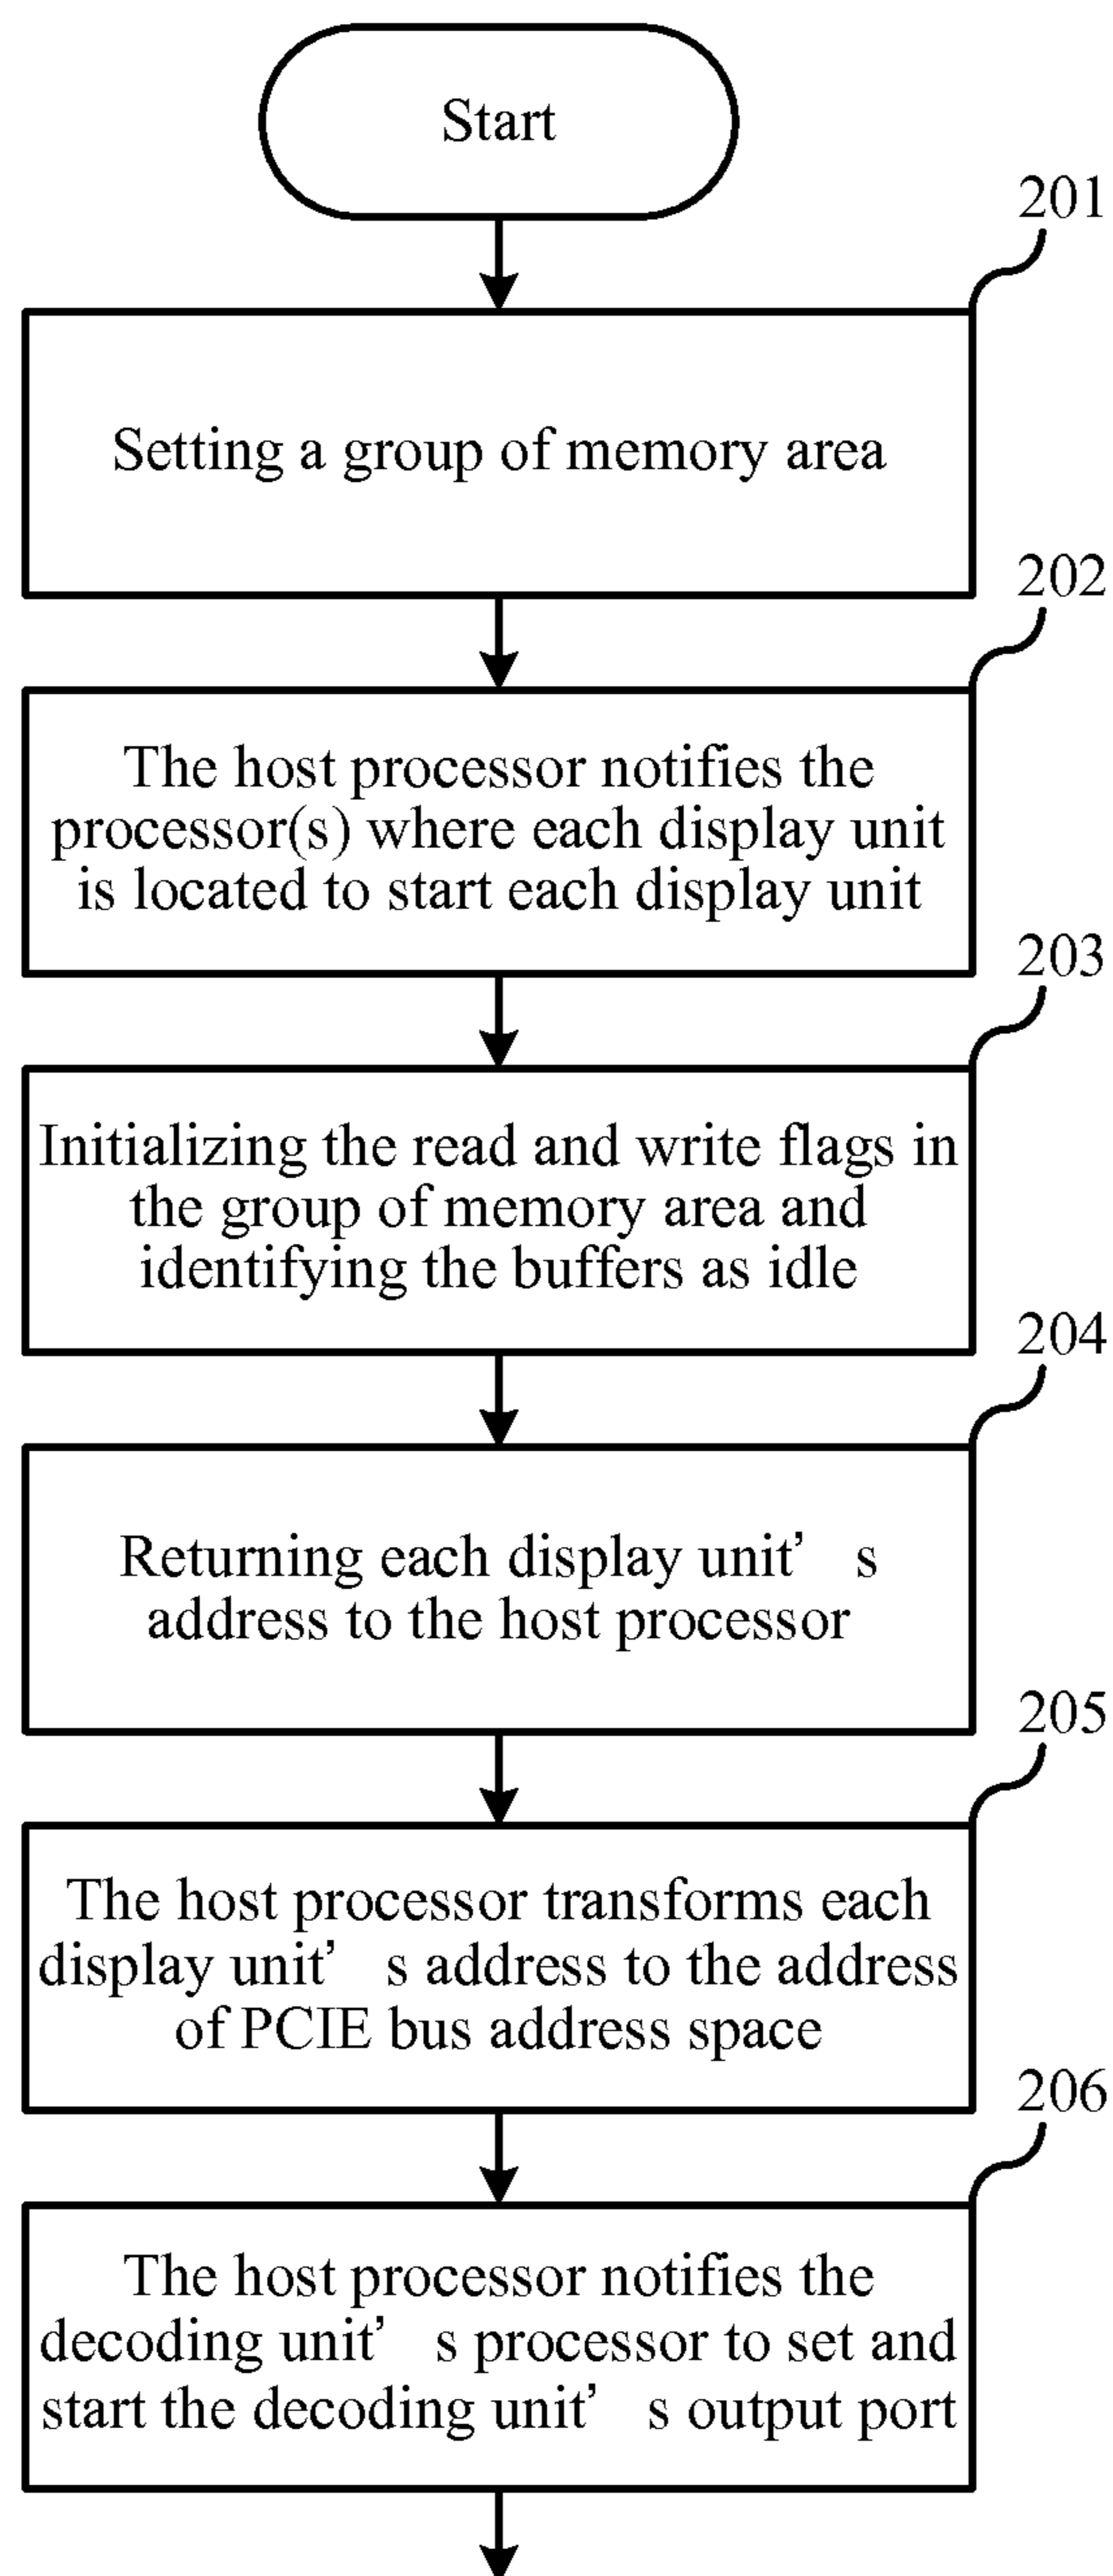 Start
201
Setting a group of memory area
202
The host processor notifies the
processor(s) where each display unit
is located to start each display unit
203
Initializing the read and write flags in
the group of memory area and
identifying the buffers as idle
204
Returning each display unit’ s
address to the host processor
205
The host processor transforms each
display unit’ s address to the address
of PCIE bus address space
206
The host processor notifies the
decoding unit’ s processor to set and
start the decoding unit’ s output port